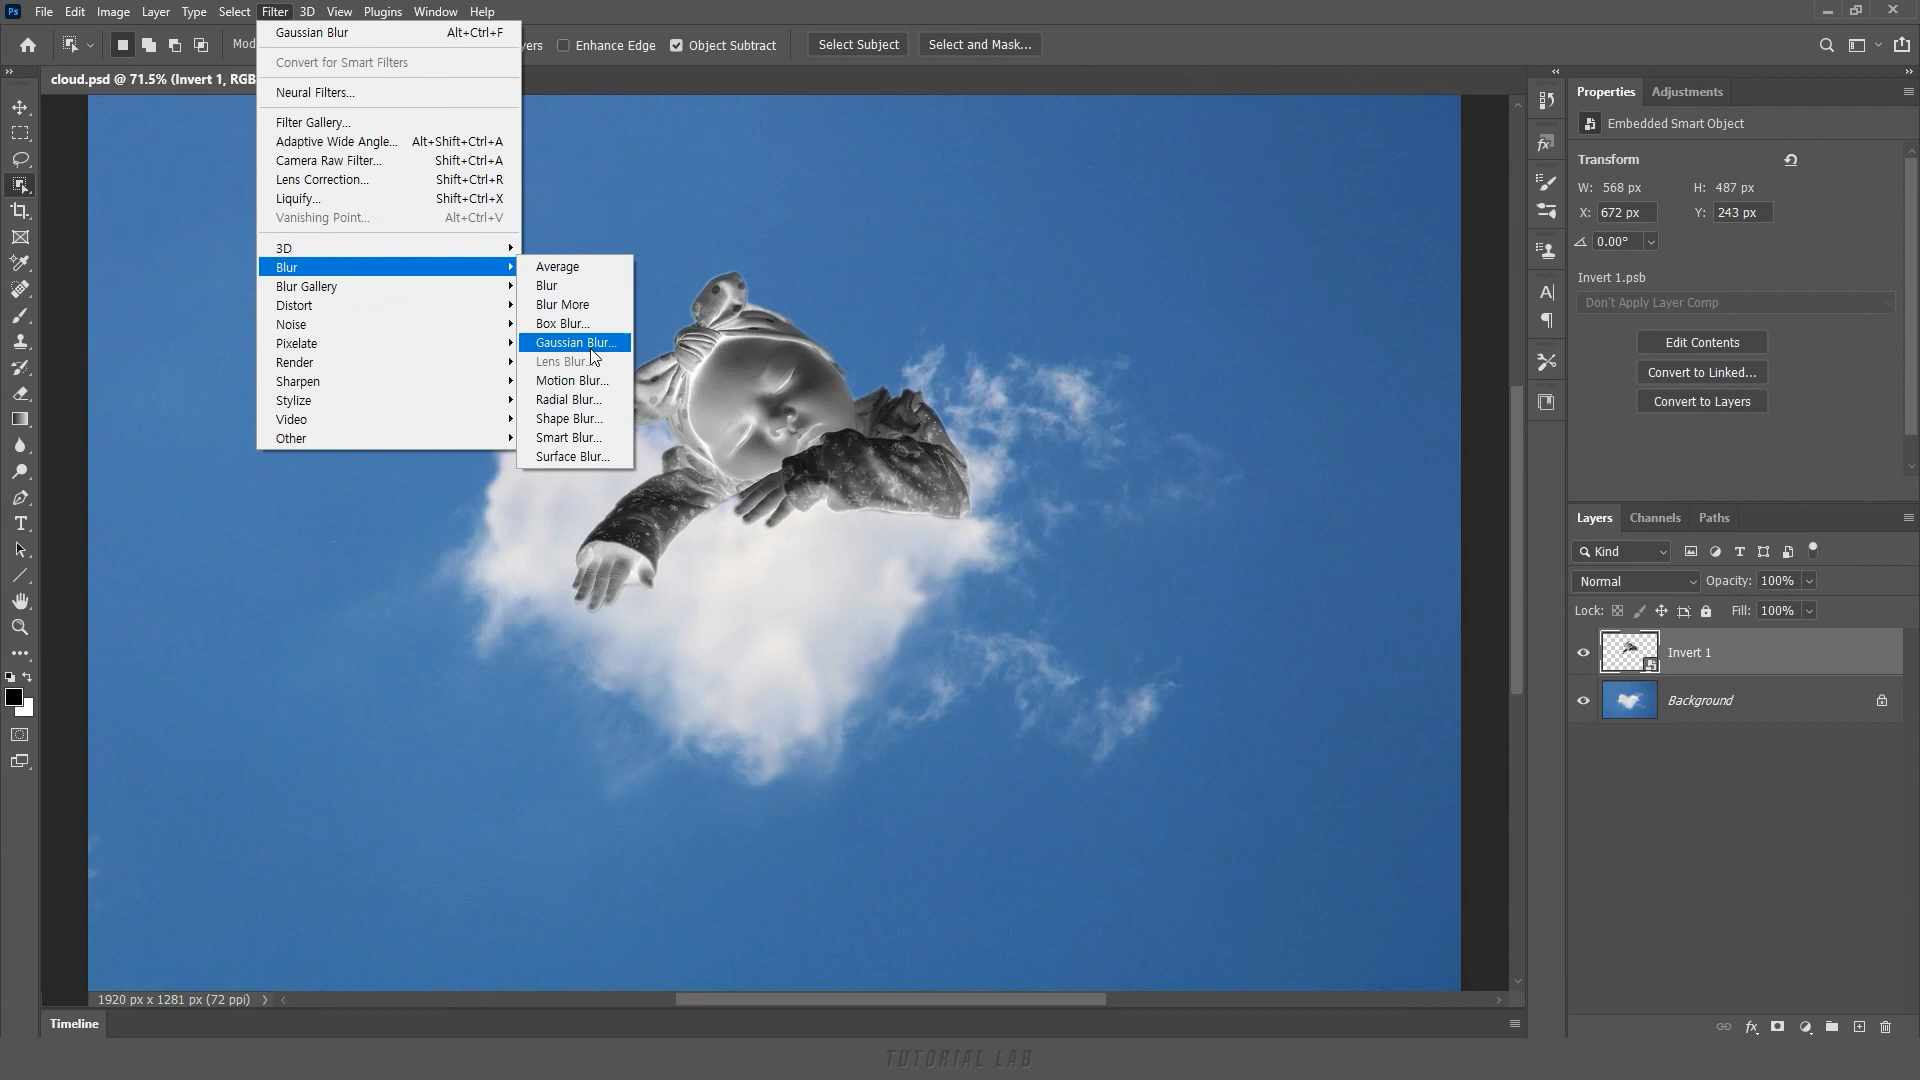 Ps File Edit Image Layer Type Select Filter 3D View Plugins Window Help
Mod
yers Enhance Edge Object Subtract Select Subject Select and Mask...
cloud.psd @ 71.5% (Invert 1, RGB
Gaussian Blur Alt+Ctrl+F
Convert for Smart Filters
Neural Filters...
Filter Gallery...
Adaptive Wide Angle... Alt+Shift+Ctrl+A
Camera Raw Filter... Shift+Ctrl+A
Lens Correction... Shift+Ctrl+R
Liquify... Shift+Ctrl+X
Vanishing Point... Alt+Ctrl+V
3D
Blur
Blur Gallery
Distort
Noise
Pixelate
Render
Sharpen
Stylize
Video
Other
Average
Blur
Blur More
Box Blur...
Gaussian Blur...
Lens Blur...
Motion Blur...
Radial Blur...
Shape Blur...
Smart Blur...
Surface Blur...
Properties Adjustments
Embedded Smart Object
Transform
W: 568 px H: 487 px
X: 672 px Y: 243 px
0.00°
Invert 1.psb
Don't Apply Layer Comp
Edit Contents
Convert to Linked...
Convert to Layers
Layers Channels Paths
Kind
Normal Opacity: 100%
Lock: Fill: 100%
Invert 1
Background
1920 px x 1281 px (72 ppi)
Timeline
TUTORIAL LAB